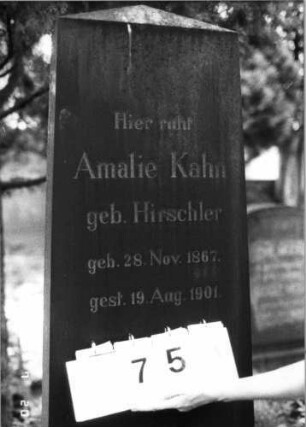 Hier ruht
Amalie Kahn
geb. Hirschler
geb. 28. Nov. 1867.
gest. 19. Aug. 1901.
75